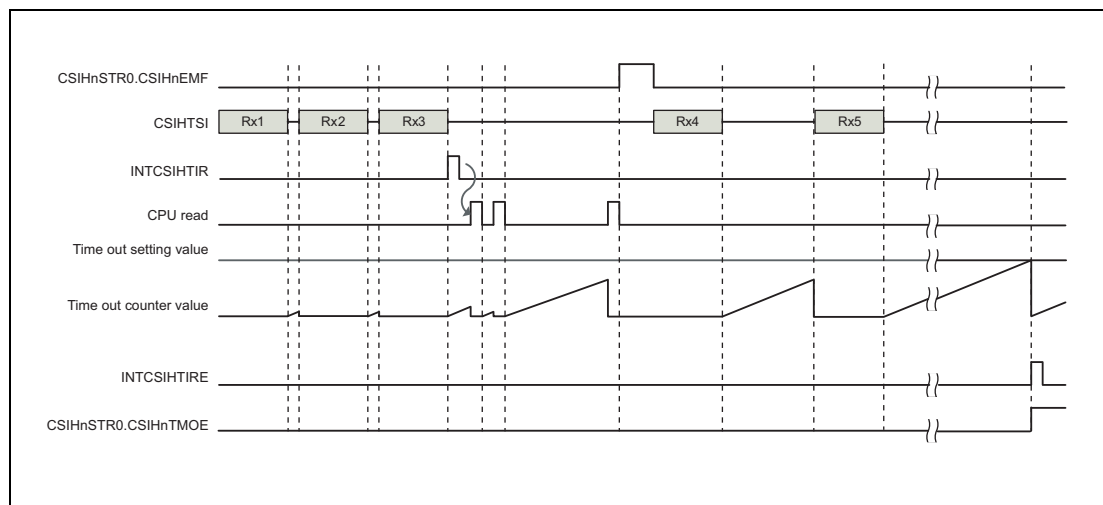 CSIHnSTR0.CSIHnEMF
CSIHTSI
Rx1
Rx2
Rx3
Rx4
Rx5
INTCSIHTIR
CPU read
Time out setting value
Time out counter value
INTCSIHTIRE
CSIHnSTR0.CSIHnTMOE